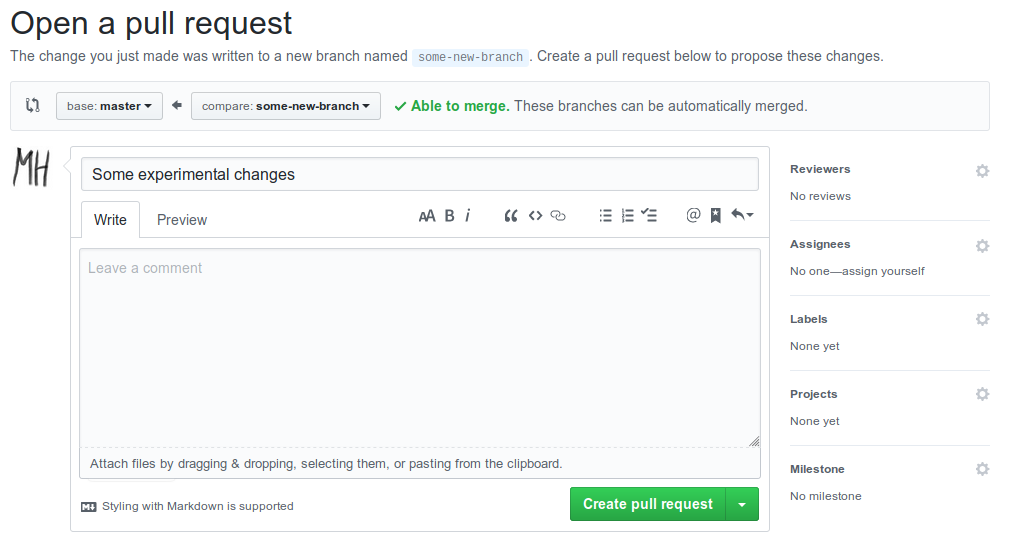 Open a pull request
The change you just made was written to a new branch named some-new-branch . Create a pull request below to propose these changes.
base: master compare: some-new-branch Able to merge. These branches can be automatically merged.
MH
Some experimental changes
Write Preview AA B i @
Leave a comment
Attach files by dragging & dropping, selecting them, or pasting from the clipboard.
Styling with Markdown is supported
Create pull request
Reviewers
No reviews
Assignees
No one—assign yourself
Labels
None yet
Projects
None yet
Milestone
No milestone